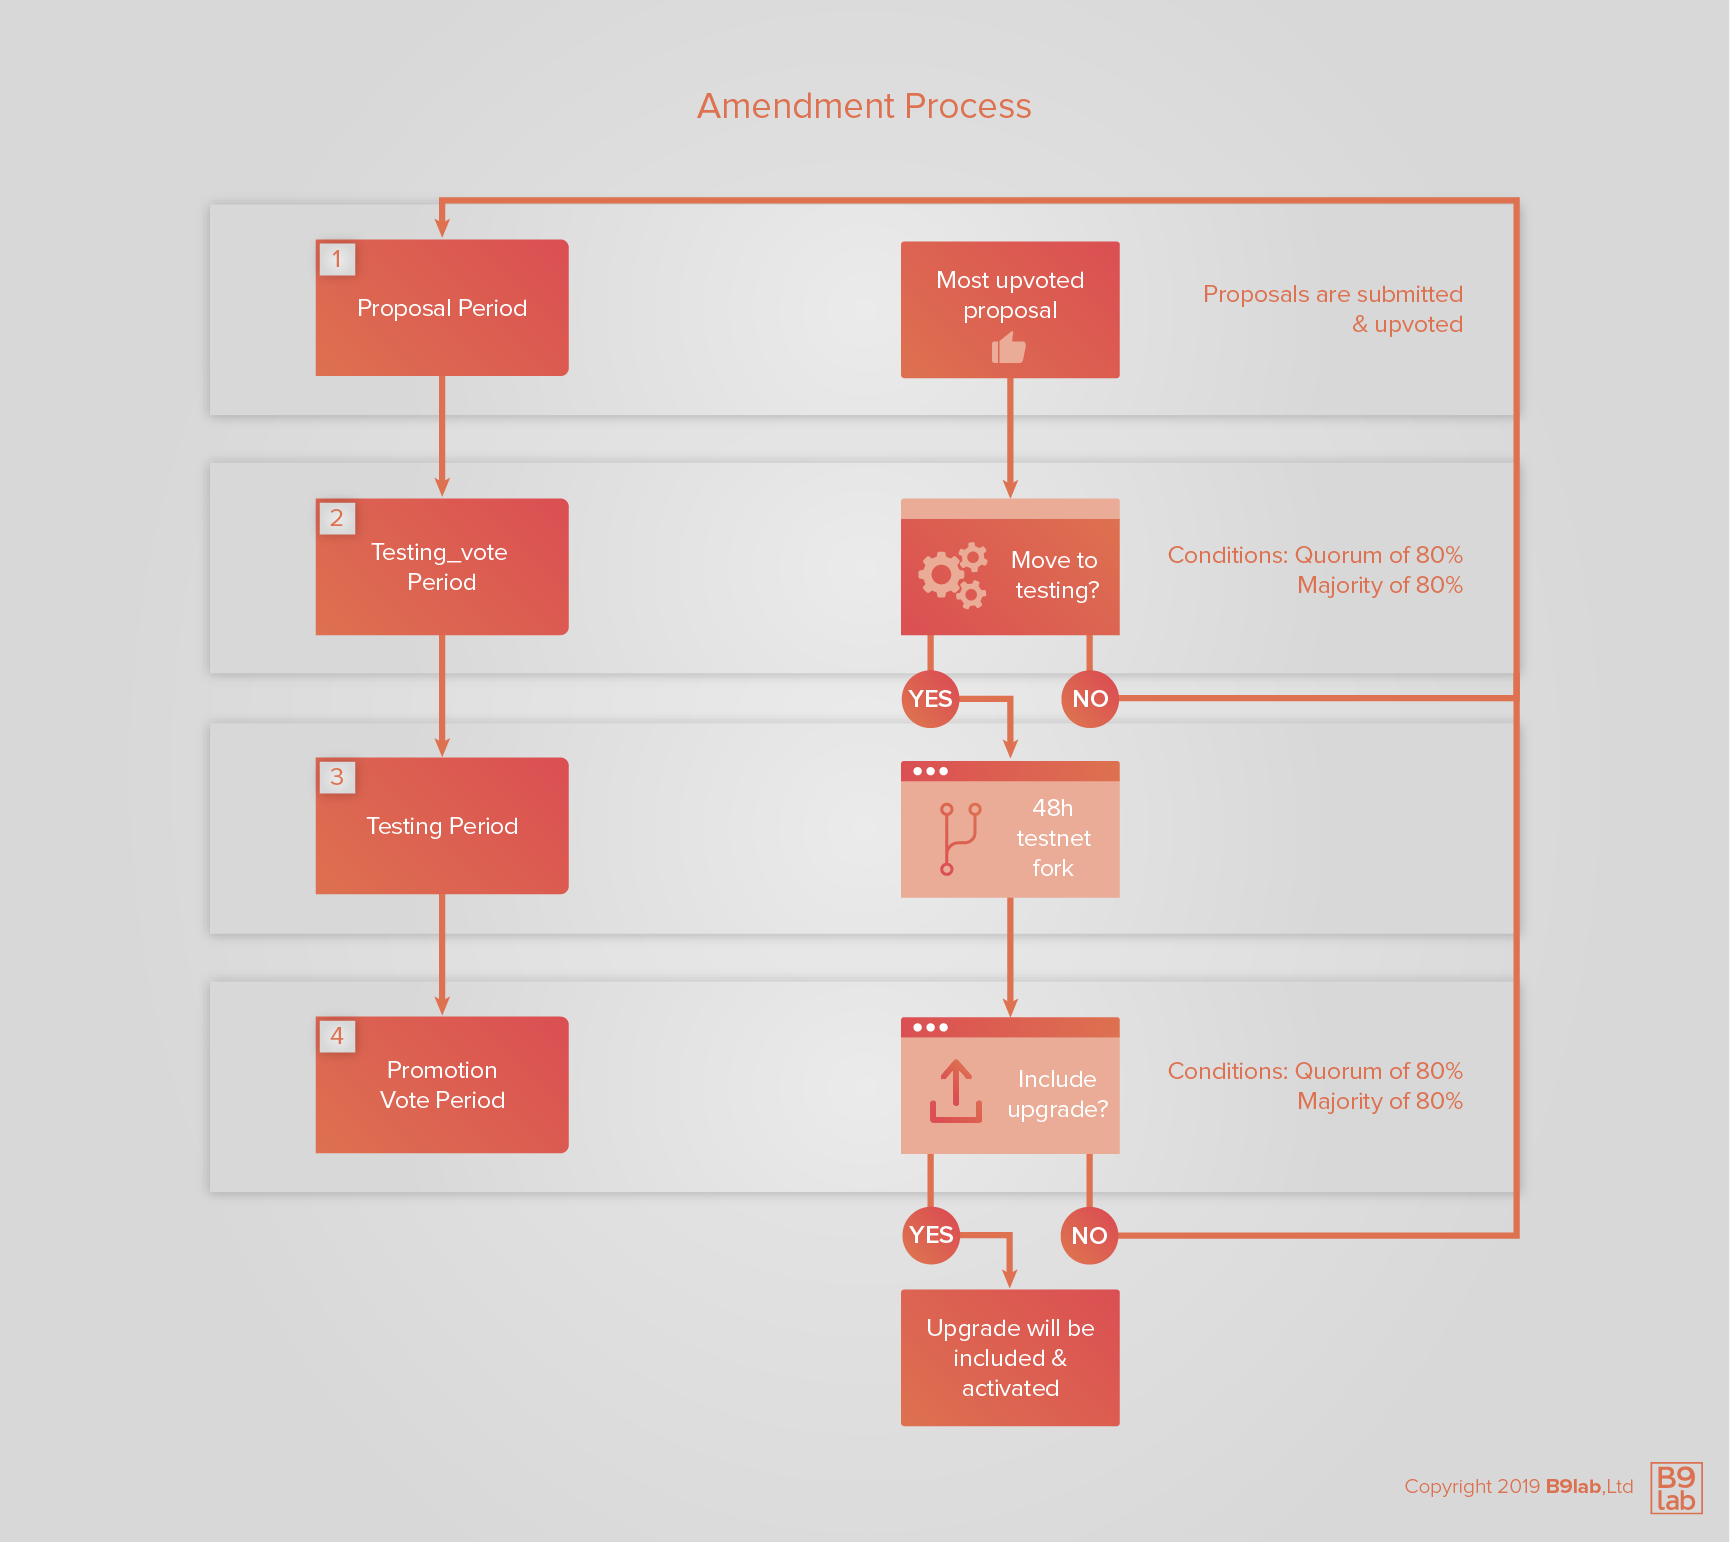 Amendment Process
1
Proposal Period
Most upvoted
proposal
Proposals are submitted
& upvoted
2
Testing_vote
Period
Move to
testing?
Conditions: Quorum of 80%
Majority of 80%
YES
NO
3
Testing Period
48h
testnet
fork
4
Promotion
Vote Period
Include
upgrade?
Conditions: Quorum of 80%
Majority of 80%
YES
NO
Upgrade will be
included &
activated
Copyright 2019 B9lab,Ltd
B9
lab